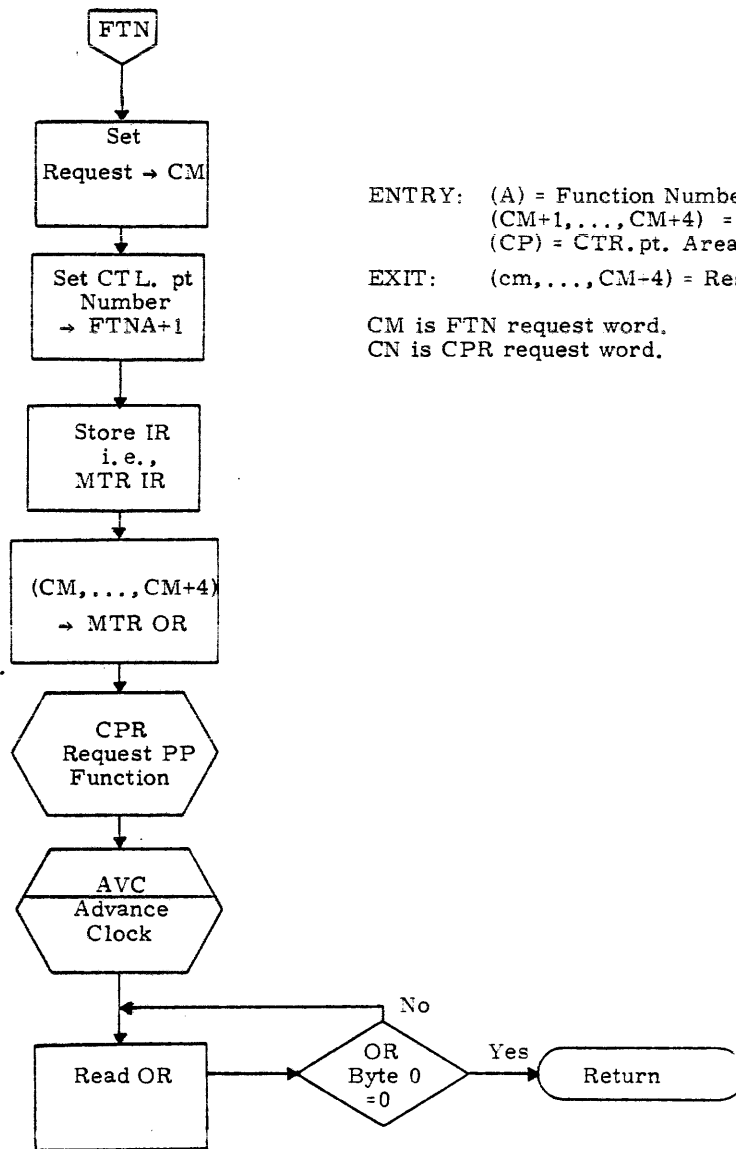 FTN
Set
Request → CM
ENTRY: (A) = Function Numbe
(CM+1,...,CM+4) =
(CP) = CTR.pt. Area
EXIT: (cm,...,CM+4) = Res
CM is FTN request word.
CN is CPR request word.
Set CTL. pt
Number
→ FTNA+1
Store IR
i.e.,
MTR IR
(CM,...,CM+4)
→ MTR OR
CPR
Request PP
Function
AVC
Advance
Clock
No
Read OR
OR
Byte 0
=0
Yes
Return